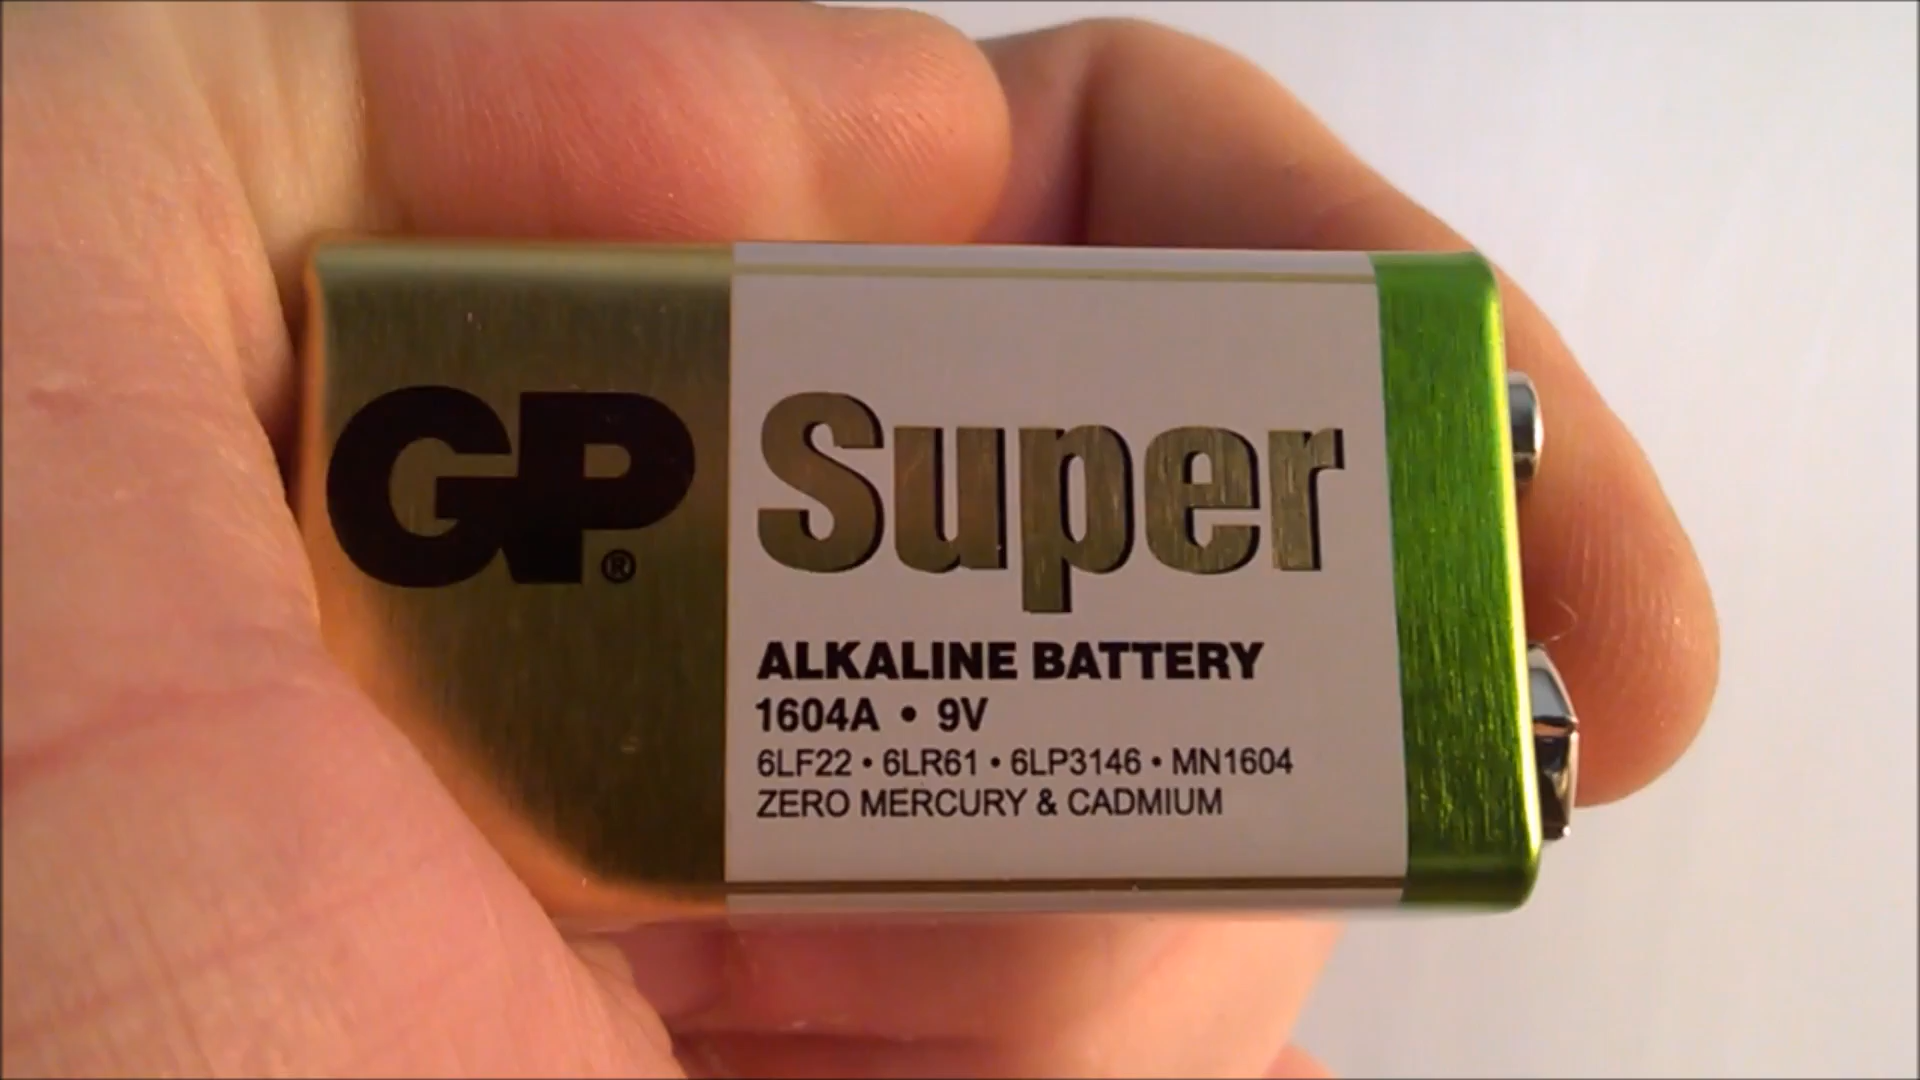 GP®
Super
ALKALINE BATTERY
1604A • 9V
6LF22 • 6LR61 • 6LP3146 • MN1604
ZERO MERCURY & CADMIUM